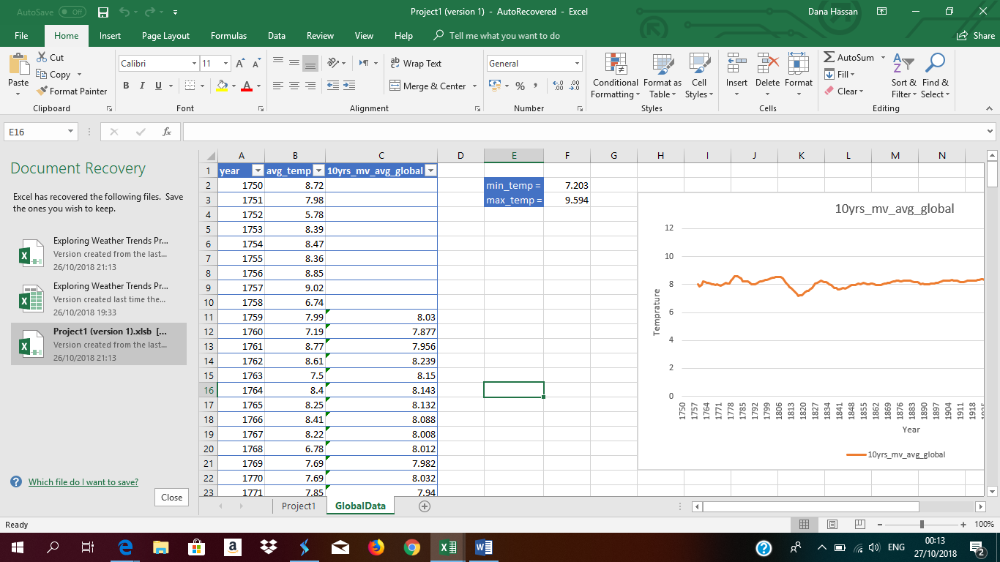 AutoSave Off
Project1 (version 1) - AutoRecovered - Excel
Dana Hassan
File Home Insert Page Layout Formulas Data Review View Help Tell me what you want to do Share
Paste
Cut
Copy
Format Painter
Clipboard
Calibri 11
B I U
Font
Wrap Text
Merge & Center
Alignment
General
%
Number
Conditional Formatting
Format as Table
Cell Styles
Styles
Insert Delete Format
Cells
AutoSum
Fill
Clear
Sort & Filter
Find & Select
Editing
E16
fx
Document Recovery
Excel has recovered the following files. Save
the ones you wish to keep.
Exploring Weather Trends Pr...
Version created from the last...
26/10/2018 21:13
Exploring Weather Trends Pr...
Version created last time the...
26/10/2018 19:33
Project1 (version 1).xlsb [...
Version created from the last...
26/10/2018 21:13
Which file do I want to save?
Close
A B C D E F G H I J K L M N
1 year avg_temp 10yrs_mv_avg_global
2 1750 8.72 min_temp = 7.203
3 1751 7.98 max_temp = 9.594
4 1752 5.78
5 1753 8.39
6 1754 8.47
7 1755 8.36
8 1756 8.85
9 1757 9.02
10 1758 6.74
11 1759 7.99 8.03
12 1760 7.19 7.877
13 1761 8.77 7.956
14 1762 8.61 8.239
15 1763 7.5 8.15
16 1764 8.4 8.143
17 1765 8.25 8.132
18 1766 8.41 8.088
19 1767 8.22 8.008
20 1768 6.78 8.012
21 1769 7.69 7.982
22 1770 7.69 8.032
23 1771 7.85 7.94
10yrs_mv_avg_global
12
10
8
6
4
2
0
Temprature
1750 1757 1764 1771 1778 1785 1792 1799 1806 1813 1820 1827 1834 1841 1848 1855 1862 1869 1876 1883 1890 1897 1904 1911 1918
Year
10yrs_mv_avg_global
Project1 GlobalData
Ready
100%
ENG
00:13
27/10/2018
2